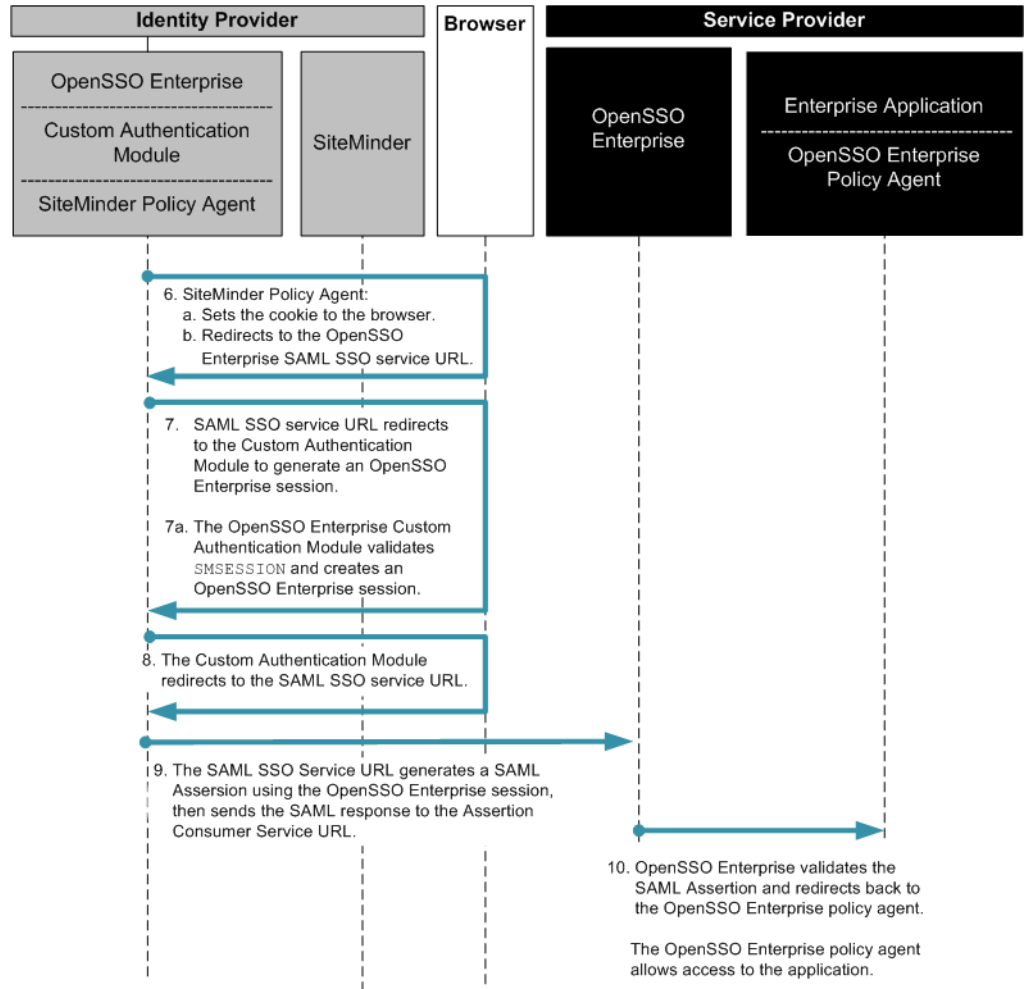 Identity Provider
Browser
Service Provider
OpenSSO Enterprise
Custom Authentication
Module
SiteMinder Policy Agent
SiteMinder
OpenSSO
Enterprise
Enterprise Application
OpenSSO Enterprise
Policy Agent
6. SiteMinder Policy Agent:
a. Sets the cookie to the browser.
b. Redirects to the OpenSSO
Enterprise SAML SSO service URL.
7. SAML SSO service URL redirects
to the Custom Authentication
Module to generate an OpenSSO
Enterprise session.
7a. The OpenSSO Enterprise Custom
Authentication Module validates
SMSESSION and creates an
OpenSSO Enterprise session.
8. The Custom Authentication Module
redirects to the SAML SSO service URL.
9. The SAML SSO Service URL generates a SAML
Assersion using the OpenSSO Enterprise session,
then sends the SAML response to the Assertion
Consumer Service URL.
10. OpenSSO Enterprise validates the
SAML Assertion and redirects back to
the OpenSSO Enterprise policy agent.
The OpenSSO Enterprise policy agent
allows access to the application.